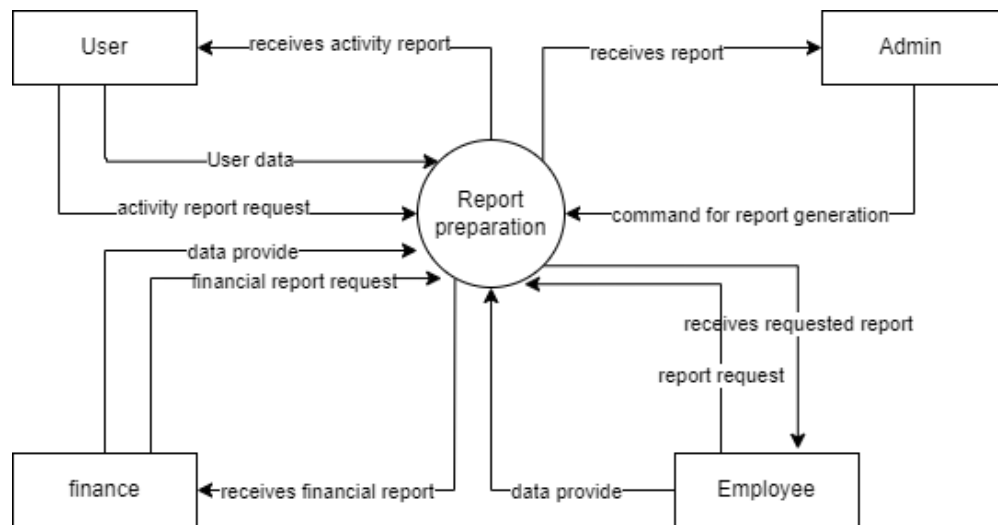 User
receives activity report
receives report
Admin
User data
activity report request
Report
preparation
command for report generation
data provide
financial report request
receives requested report
report request
finance
receives financial report
data provide
Employee